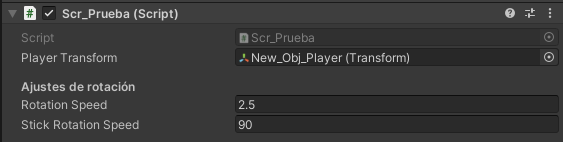 Scr_Prueba (Script)
Script Scr_Prueba
Player Transform New_Obj_Player (Transform)
Ajustes de rotación
Rotation Speed 2.5
Stick Rotation Speed 90